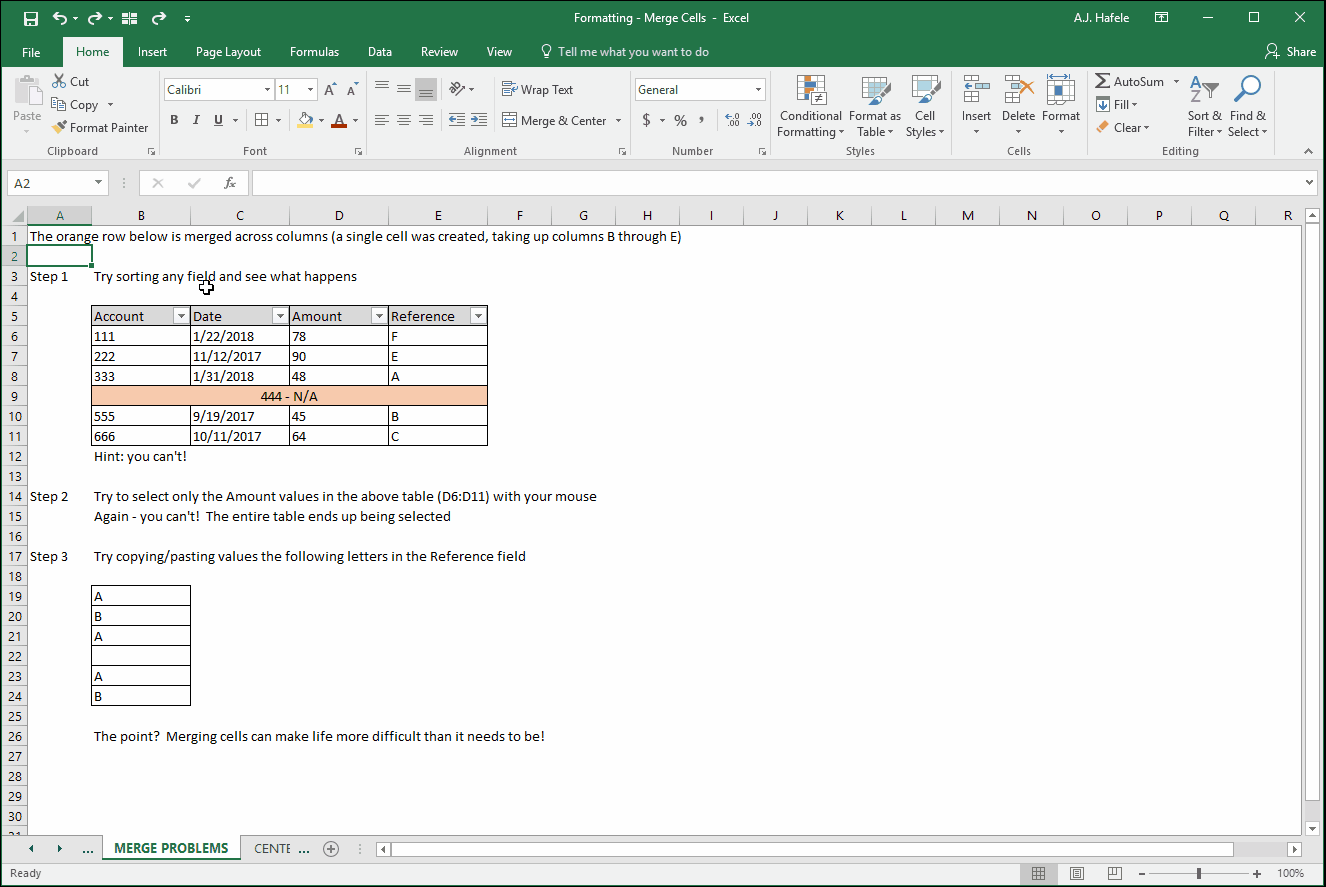 Formatting - Merge Cells - Excel
A.J. Hafele
File Home Insert Page Layout Formulas Data Review View Tell me what you want to do Share
Paste
Cut
Copy
Format Painter
Clipboard
Calibri 11
B I U
Font
Wrap Text
Merge & Center
Alignment
General
$ % ,
Number
Conditional Formatting
Format as Table
Cell Styles
Styles
Insert
Delete
Format
Cells
AutoSum
Fill
Clear
Sort & Filter
Find & Select
Editing
A2 fx
A B C D E F G H I J K L M N O P Q R
1 The orange row below is merged across columns (a single cell was created, taking up columns B through E)
2
3 Step 1 Try sorting any field and see what happens
4
5 Account Date Amount Reference
6 111 1/22/2018 78 F
7 222 11/12/2017 90 E
8 333 1/31/2018 48 A
9 444 - N/A
10 555 9/19/2017 45 B
11 666 10/11/2017 64 C
12 Hint: you can't!
13
14 Step 2 Try to select only the Amount values in the above table (D6:D11) with your mouse
15 Again - you can't! The entire table ends up being selected
16
17 Step 3 Try copying/pasting values the following letters in the Reference field
18
19 A
20 B
21 A
22
23 A
24 B
25
26 The point? Merging cells can make life more difficult than it needs to be!
27
28
29
30
... MERGE PROBLEMS CENTE ...
Ready 100%